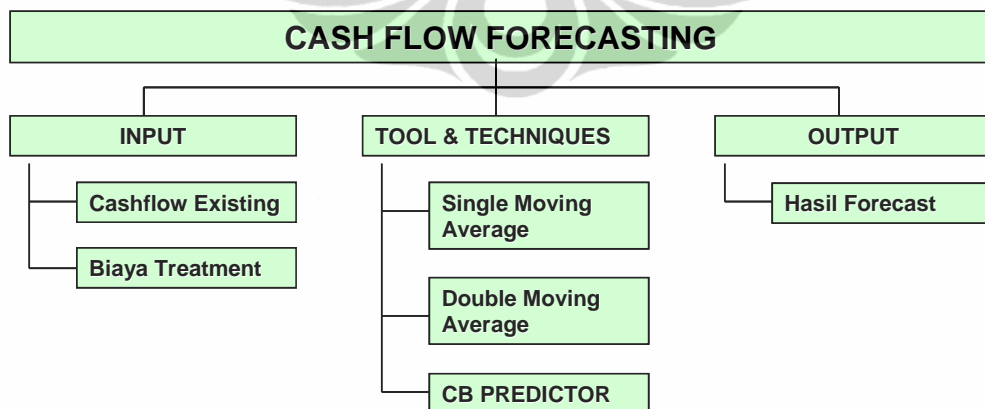 CASH FLOW FORECASTING
INPUT
Cashflow Existing
Biaya Treatment
TOOL & TECHNIQUES
Single Moving
Average
Double Moving
Average
CB PREDICTOR
OUTPUT
Hasil Forecast